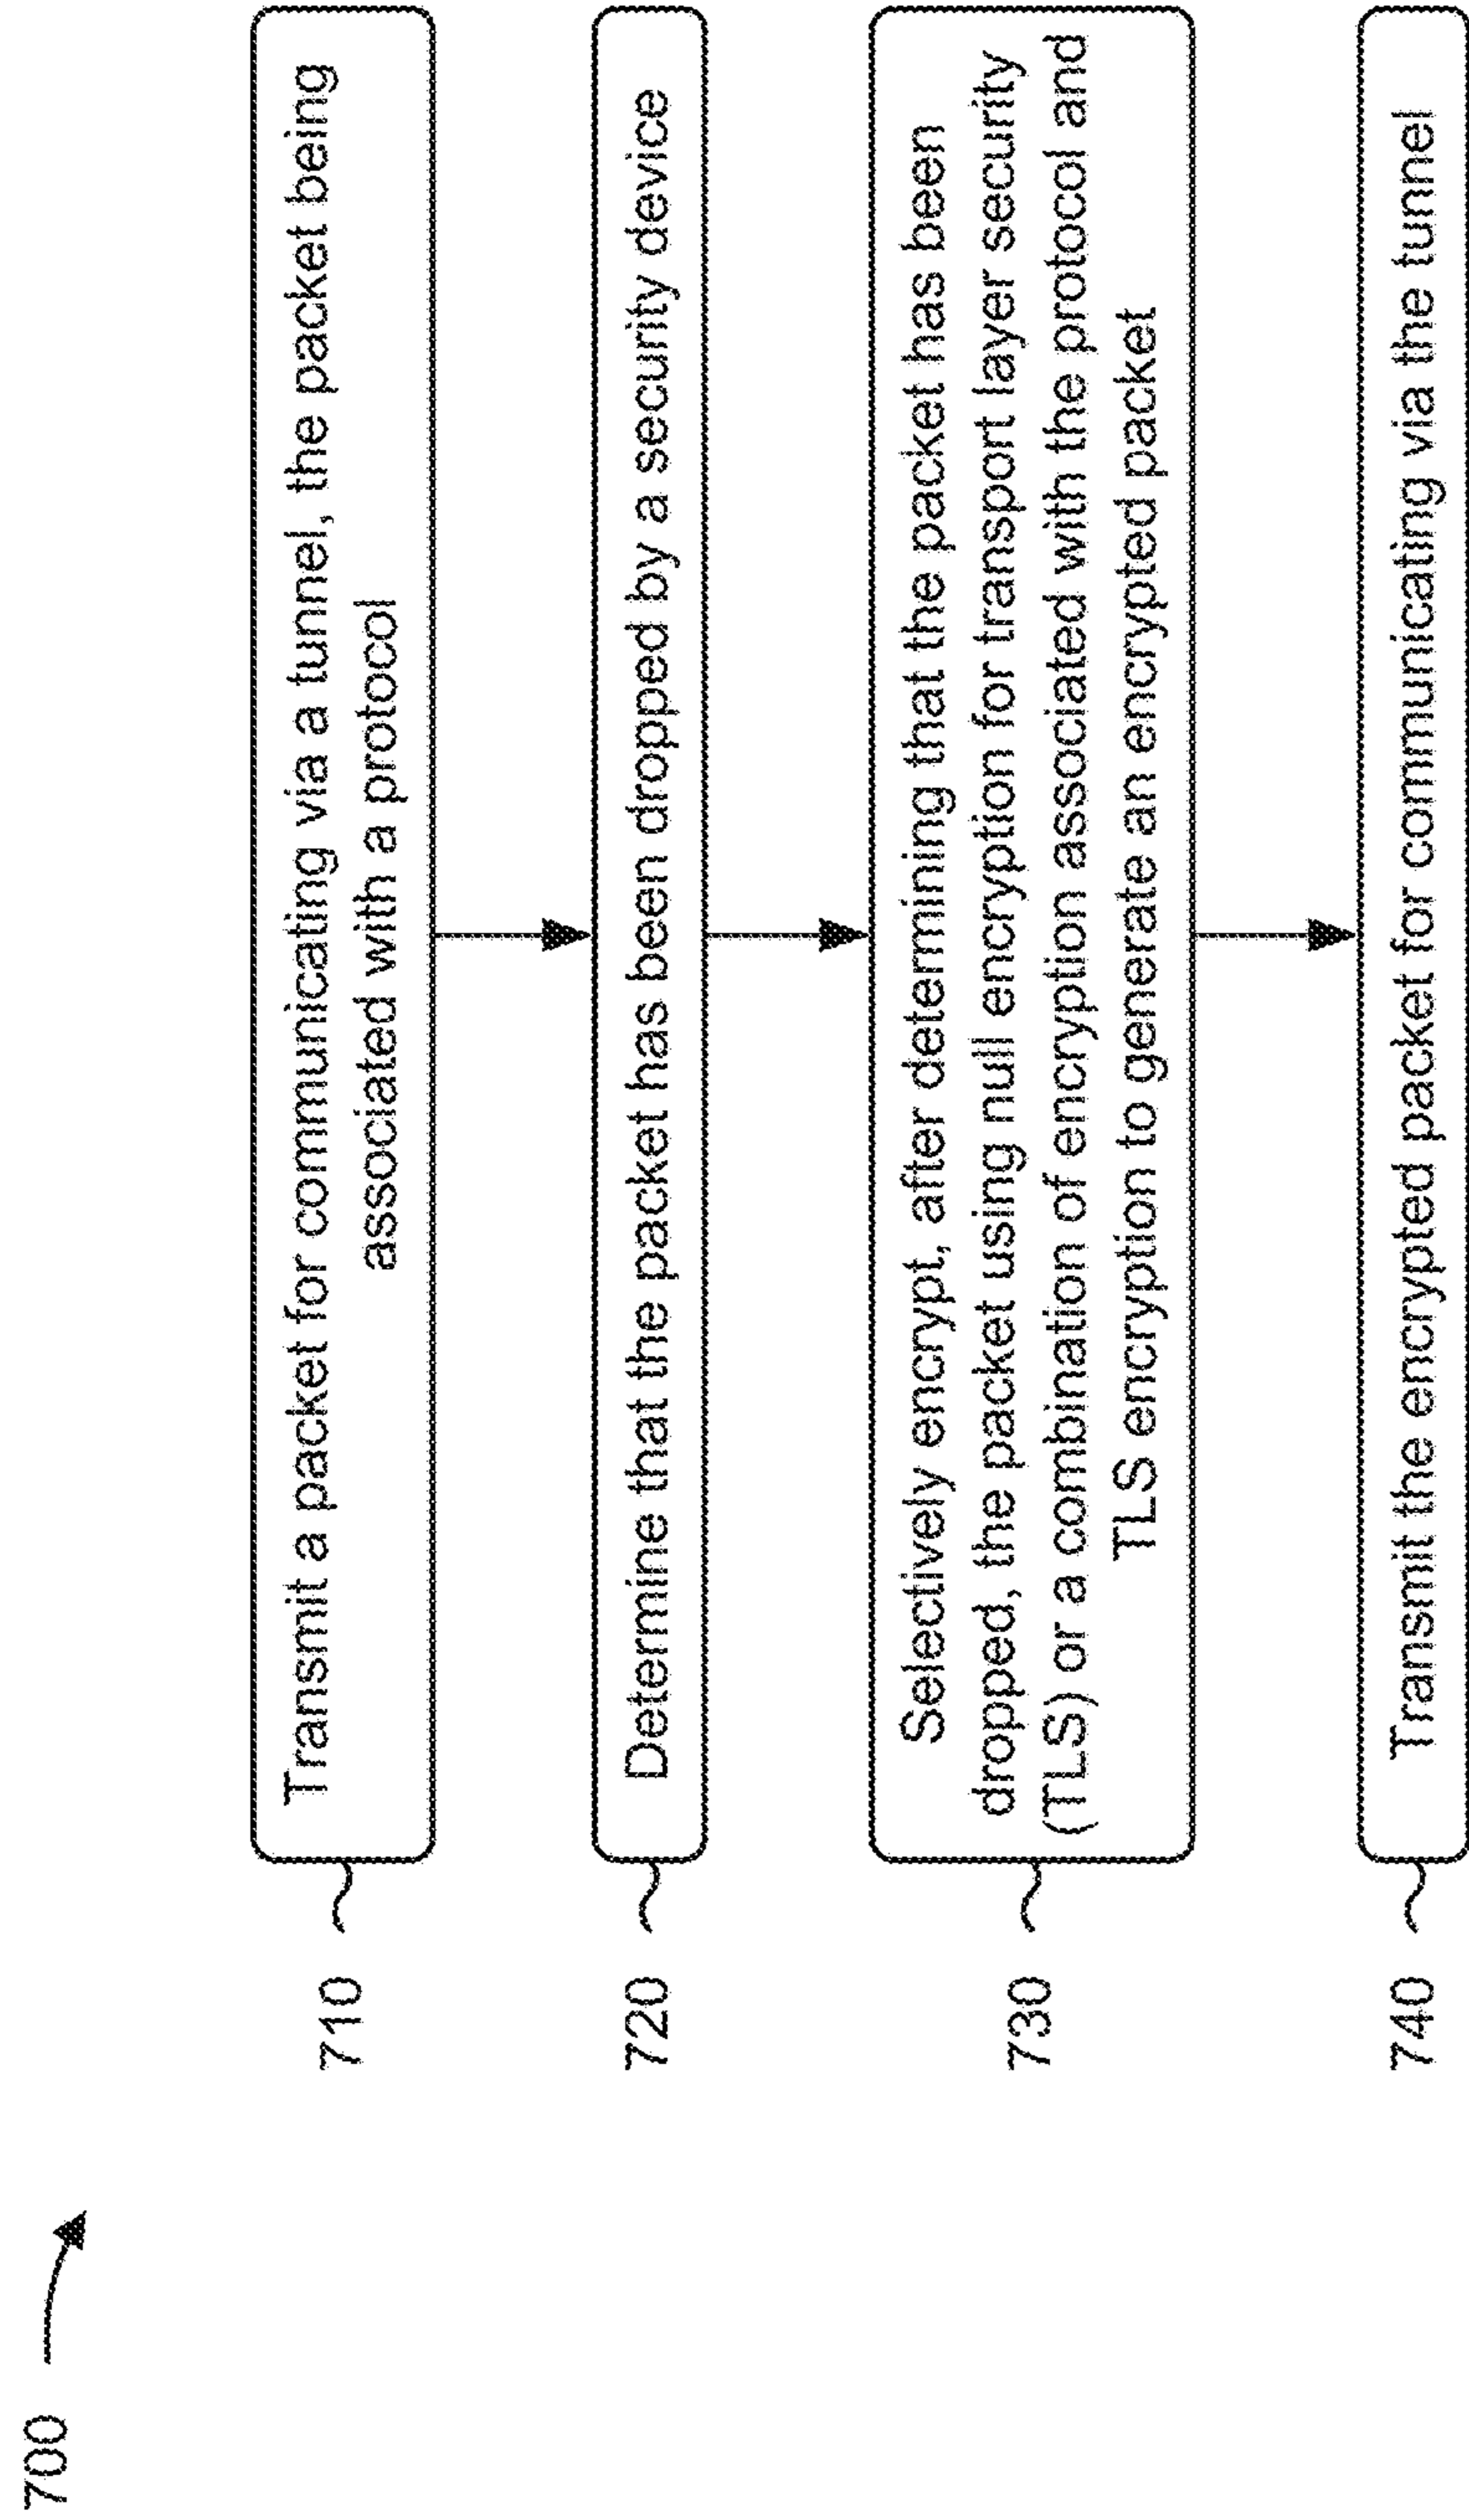 700
710
Transmit a packet for communicating via a tunnel, the packet being
associated with a protocol
720
Determine that the packet has been dropped by a security device
730
Selectively encrypt, after determining that the packet has been
dropped, the packet using null encryption for transport layer security
(TLS) or a combination of encryption associated with the protocol and
TLS encryption to generate an encrypted packet
740
Transmit the encrypted packet for communicating via the tunnel